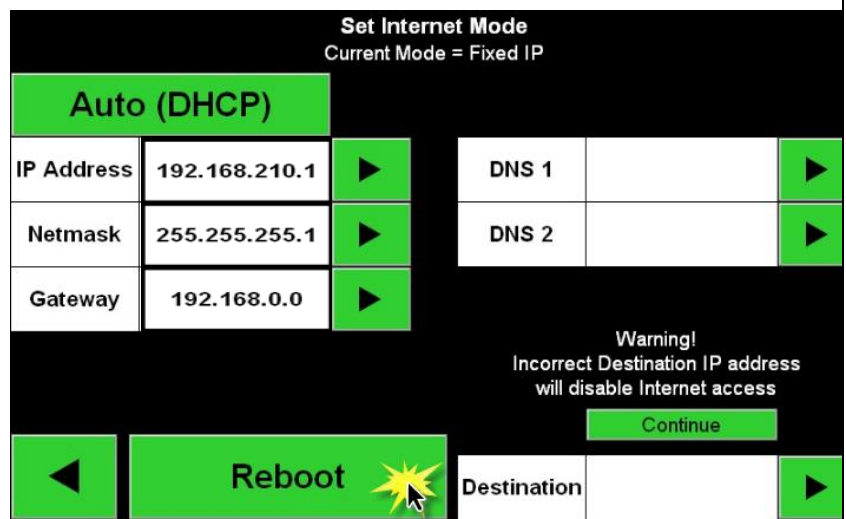 Set Internet Mode
Current Mode = Fixed IP
Auto (DHCP)
IP Address 192.168.210.1
DNS 1
Netmask 255.255.255.1
DNS 2
Gateway 192.168.0.0
Warning!
Incorrect Destination IP address
will disable Internet access
Continue
Reboot
Destination